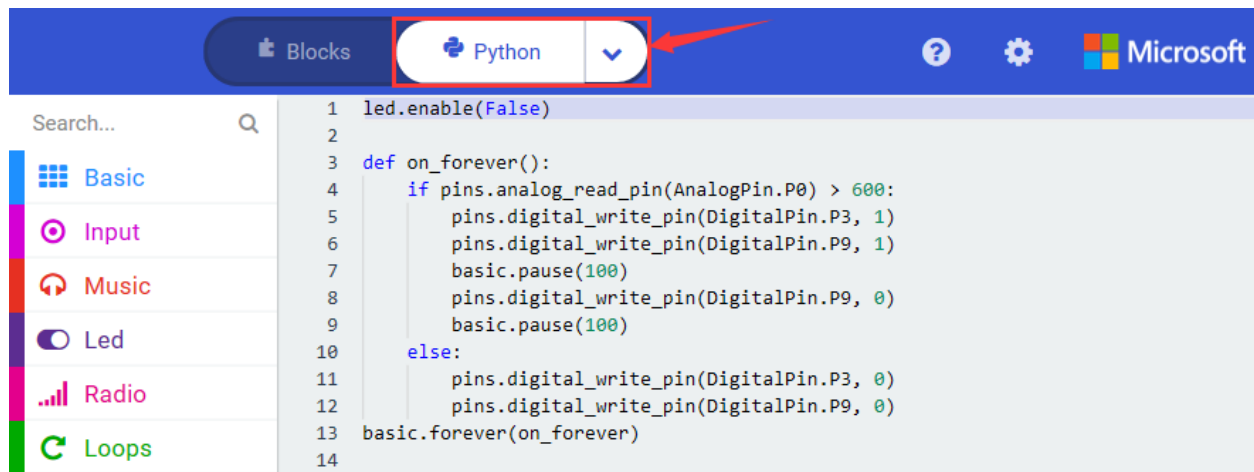 Blocks Python Microsoft
Search...
Basic
Input
Music
Led
Radio
Loops
1 led.enable(False)
2
3 def on_forever():
4     if pins.analog_read_pin(AnalogPin.P0) > 600:
5         pins.digital_write_pin(DigitalPin.P3, 1)
6         pins.digital_write_pin(DigitalPin.P9, 1)
7         basic.pause(100)
8         pins.digital_write_pin(DigitalPin.P9, 0)
9         basic.pause(100)
10     else:
11         pins.digital_write_pin(DigitalPin.P3, 0)
12         pins.digital_write_pin(DigitalPin.P9, 0)
13 basic.forever(on_forever)
14